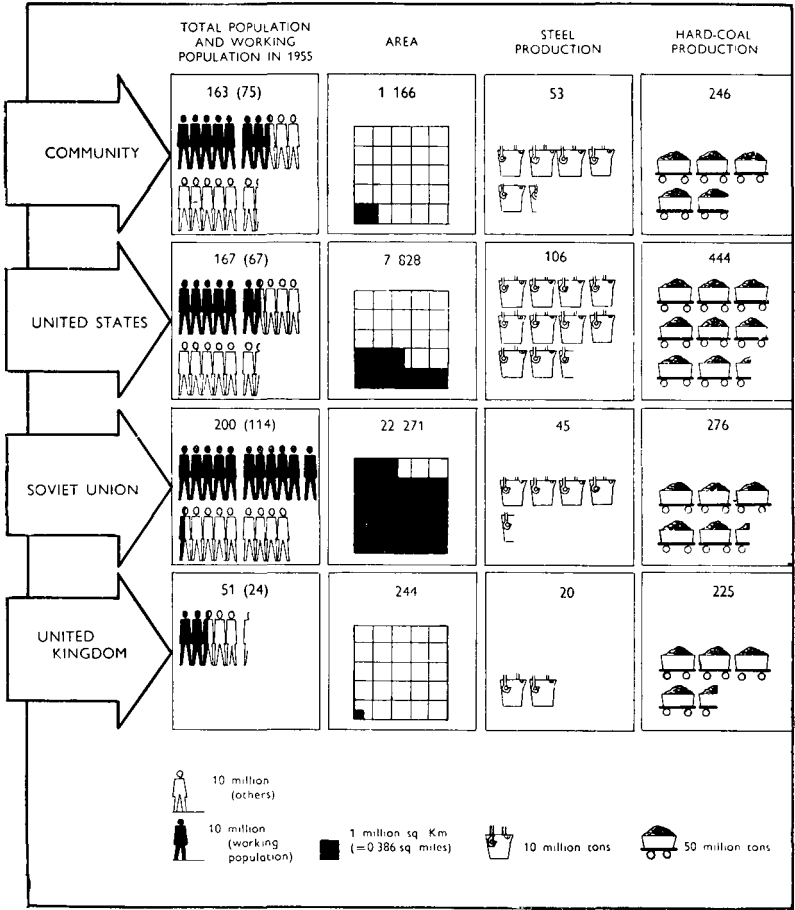 TOTAL POPULATION
AND WORKING
POPULATION IN 1955
AREA
STEEL
PRODUCTION
HARD-COAL
PRODUCTION
COMMUNITY
163 (75)
1 166
53
246
UNITED STATES
167 (67)
7 828
106
444
SOVIET UNION
200 (114)
22 271
45
276
UNITED
KINGDOM
51 (24)
244
20
225
10 million
(others)
10 million
(working
population)
1 million sq Km
(=0 386 sq miles)
10 million tons
50 million tons